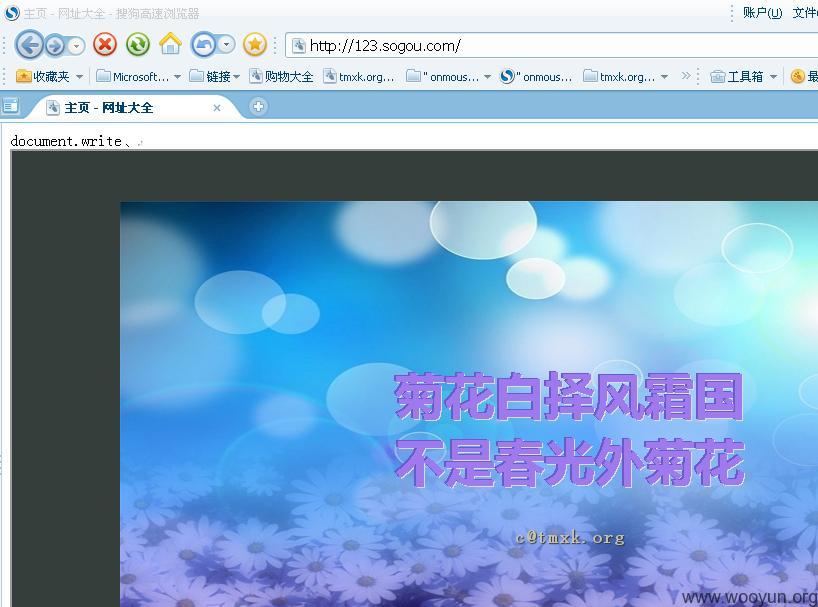 主页 - 网址大全 - 搜狗高速浏览器
账户(U) 文件
http://123.sogou.com/
收藏夹 Microsoft... 链接 购物大全 tmxk.org... " onmous... " onmous... tmxk.org... » 工具箱 最
主页 - 网址大全
document.write、
菊花白择风霜国
不是春光外菊花
c@tmxk.org
www.wooyun.org